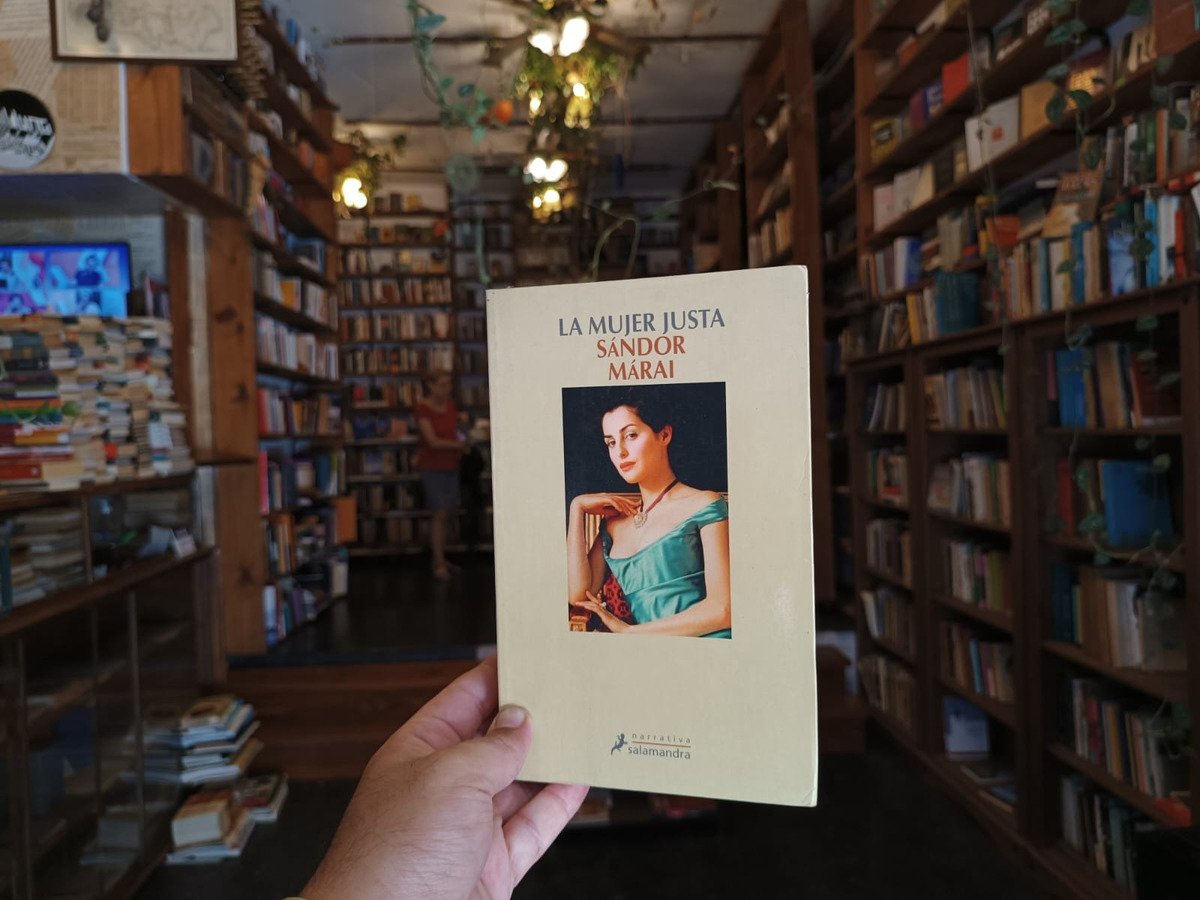 LA MUJER JUSTA
SÁNDOR
MÁRAI
narrativa
salamandra